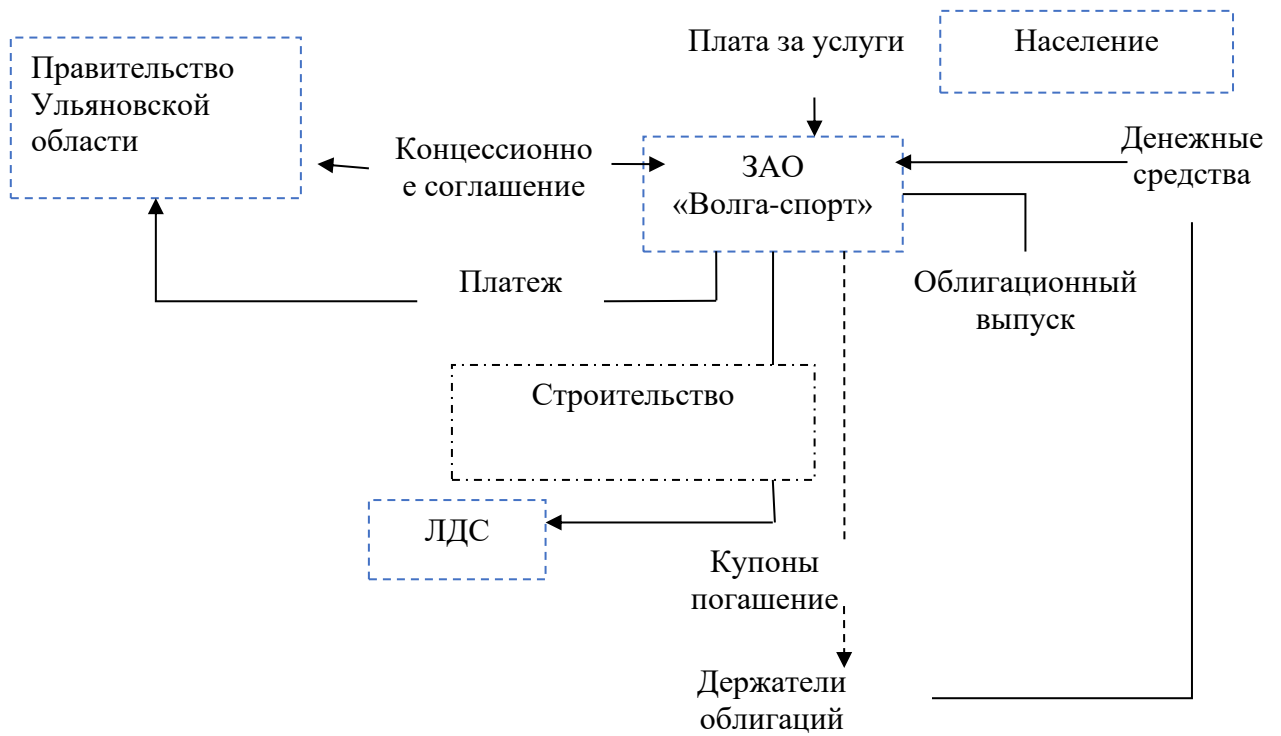 Плата за услуги
Население
Правительство
Ульяновской
области
Концессионно
е соглашение
ЗАО
«Волга-спорт»
Денежные
средства
Платеж
Облигационный
выпуск
Строительство
ЛДС
Купоны
погашение
Держатели
облигаций